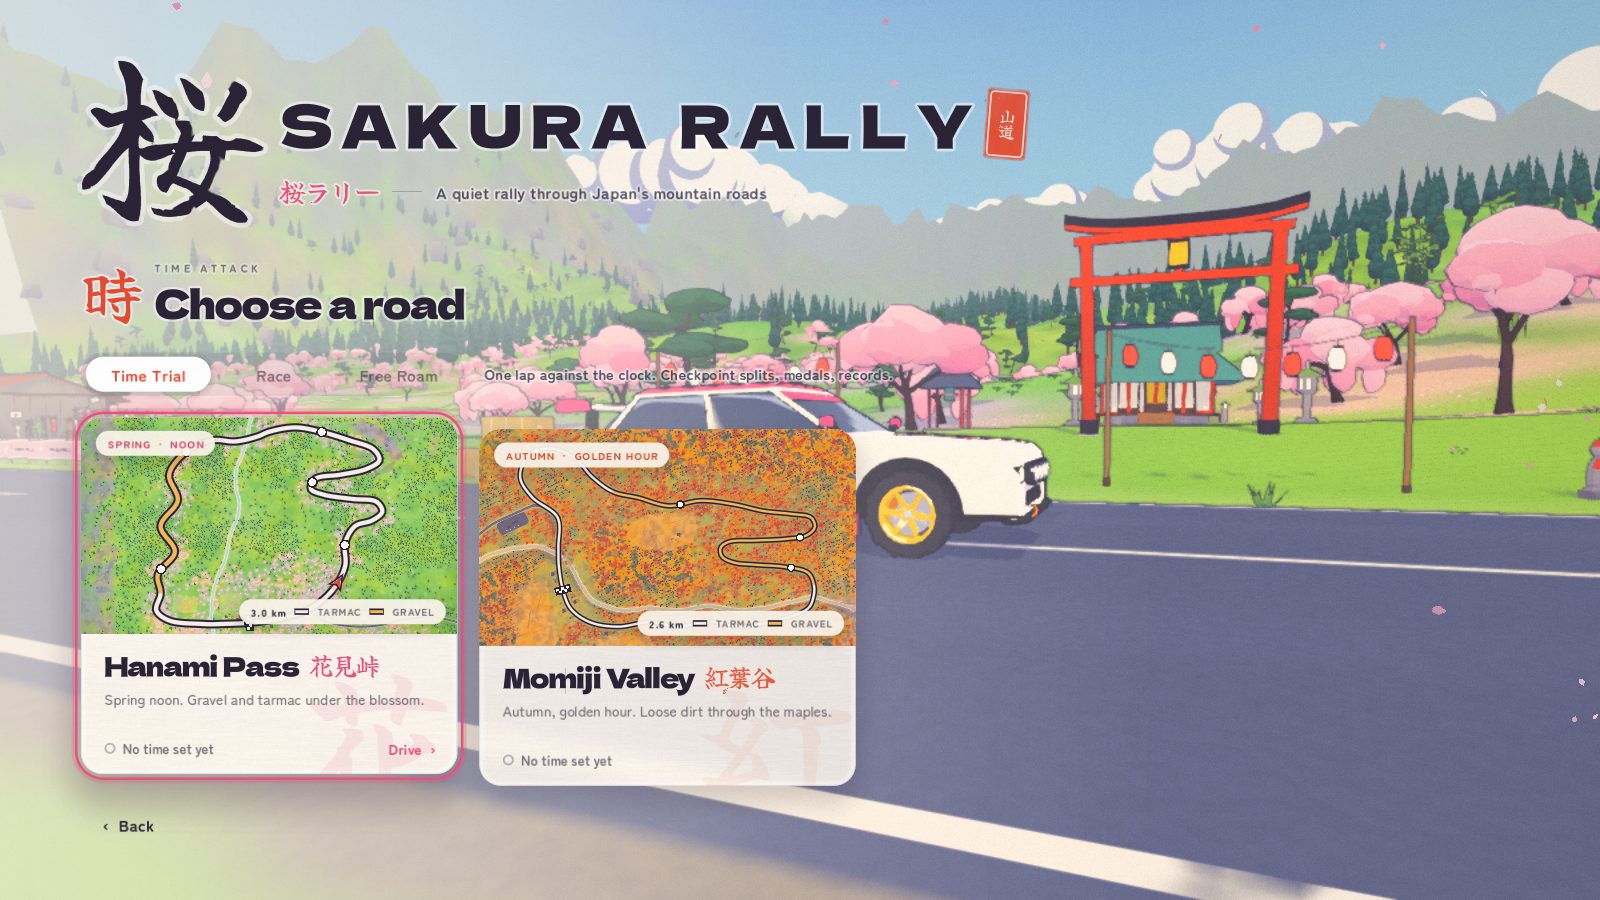 桜
SAKURA RALLY
山道
桜ラリー
A quiet rally through Japan's mountain roads
時
TIME ATTACK
Choose a road
Time Trial
Race
Free Roam
One lap against the clock. Checkpoint splits, medals, records.
SPRING · NOON
3.0 km TARMAC GRAVEL
Hanami Pass 花見峠
Spring noon. Gravel and tarmac under the blossom.
花
No time set yet
Drive ›
AUTUMN · GOLDEN HOUR
2.6 km TARMAC GRAVEL
Momiji Valley 紅葉谷
Autumn, golden hour. Loose dirt through the maples.
紅
No time set yet
‹ Back